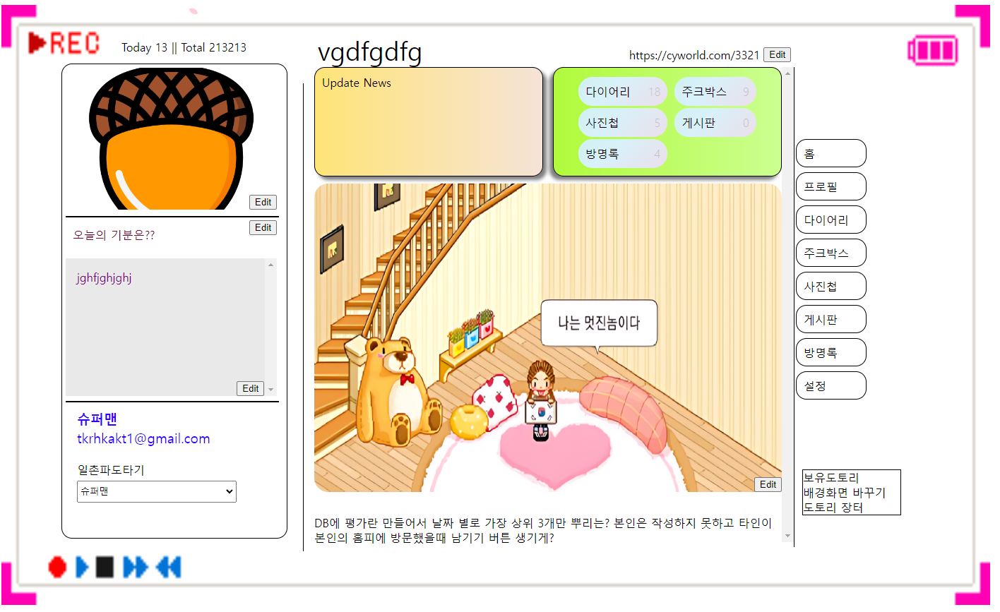 REC
Today 13 || Total 213213
vgdfgdfg
https://cyworld.com/3321 Edit
Edit
오늘의 기분은??
Edit
jghfjghjghj
Edit
슈퍼맨
tkrhkakt1@gmail.com
일촌파도타기
슈퍼맨
Update News
다이어리 18 주크박스 9
사진첩 5 게시판 0
방명록 4
나는 멋진놈이다
Edit
DB에 평가란 만들어서 날짜 별로 가장 상위 3개만 뿌리는? 본인은 작성하지 못하고 타인이
본인의 홈피에 방문했을때 남기기 버튼 생기게?
홈
프로필
다이어리
주크박스
사진첩
게시판
방명록
설정
보유도토리
배경화면 바꾸기
도토리 장터